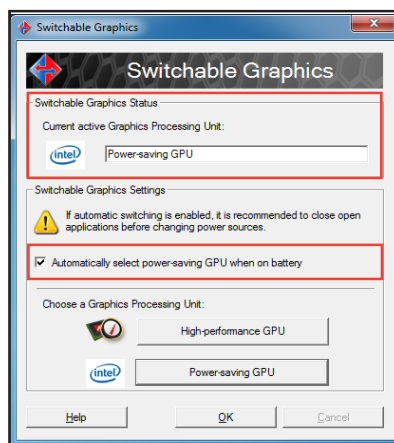 Switchable Graphics
Switchable Graphics
Switchable Graphics Status
Current active Graphics Processing Unit:
intel
Power-saving GPU
Switchable Graphics Settings
If automatic switching is enabled, it is recommended to close open
applications before changing power sources.
Automatically select power-saving GPU when on battery
Choose a Graphics Processing Unit:
High-performance GPU
intel
Power-saving GPU
Help OK Cancel